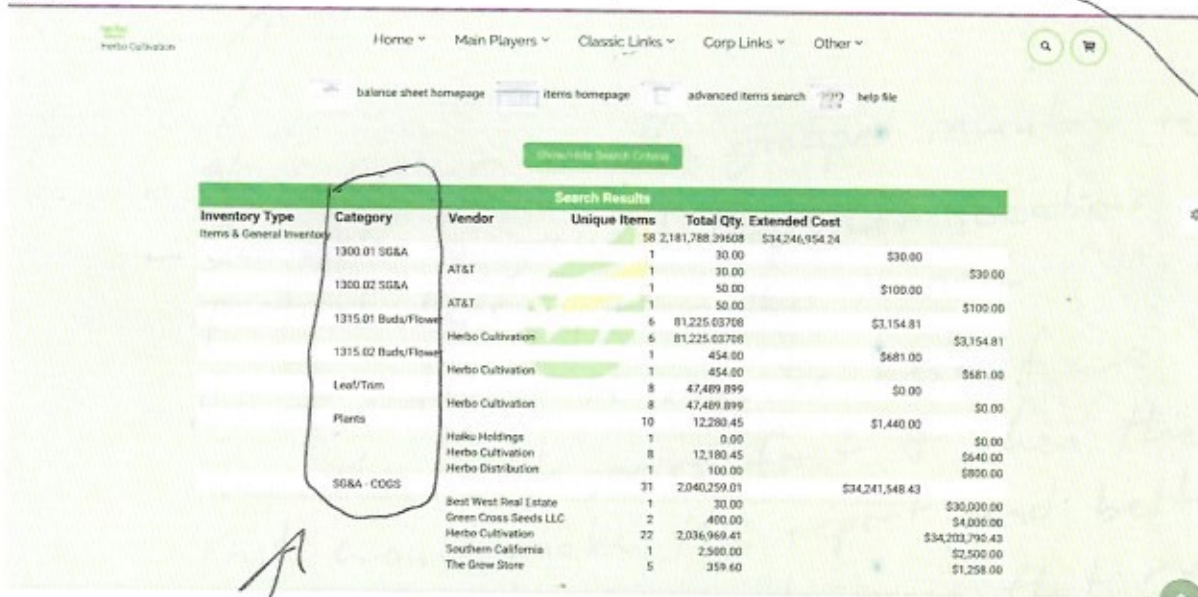 Herbo Cultivation
Home Main Players Classic Links Corp Links Other
balance sheet homepage items homepage advanced items search ??? help file
Show/Hide Search Criteria
Search Results
Inventory Type Category Vendor Unique Items Total Qty. Extended Cost
Items & General Inventory 58 2,181,788.39608 $34,246,954.24
1300.01 SG&A 1 30.00 $30.00
AT&T 1 30.00 $30.00
1300.02 SG&A 1 50.00 $100.00
AT&T 1 50.00 $100.00
1315.01 Buds/Flower 6 81,225.03708 $3,154.81
Herbo Cultivation 6 81,225.03708 $3,154.81
1315.02 Buds/Flower 1 454.00 $681.00
Herbo Cultivation 1 454.00 $681.00
Leaf/Trim 8 47,489.899 $0.00
Herbo Cultivation 8 47,489.899 $0.00
Plants 10 12,280.45 $1,440.00
Haiku Holdings 1 0.00 $0.00
Herbo Cultivation 8 12,180.45 $640.00
Herbo Distribution 1 100.00 $800.00
SG&A - COGS 31 2,040,259.01 $34,241,548.43
Best West Real Estate 1 30.00 $30,000.00
Green Cross Seeds LLC 2 400.00 $4,000.00
Herbo Cultivation 22 2,036,969.41 $34,203,790.43
Southern California 1 2,500.00 $2,500.00
The Grow Store 5 359.60 $1,258.00